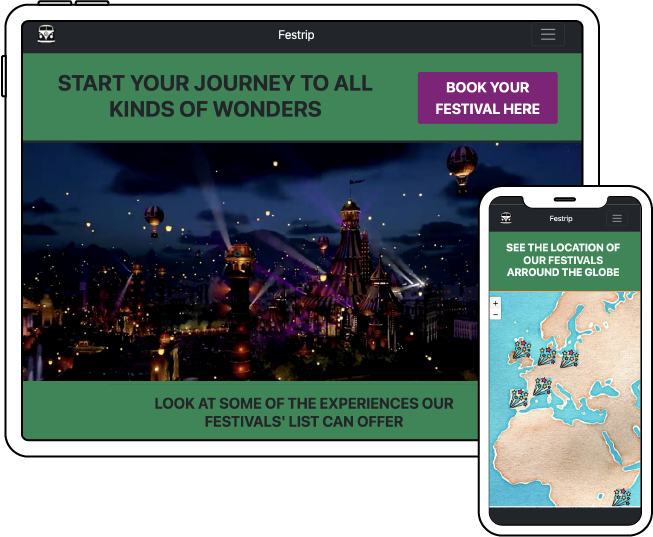 Festrip
START YOUR JOURNEY TO ALL
KINDS OF WONDERS
BOOK YOUR
FESTIVAL HERE
LOOK AT SOME OF THE EXPERIENCES OUR
FESTIVALS' LIST CAN OFFER
Festrip
SEE THE LOCATION OF
OUR FESTIVALS
ARROUND THE GLOBE
+
−